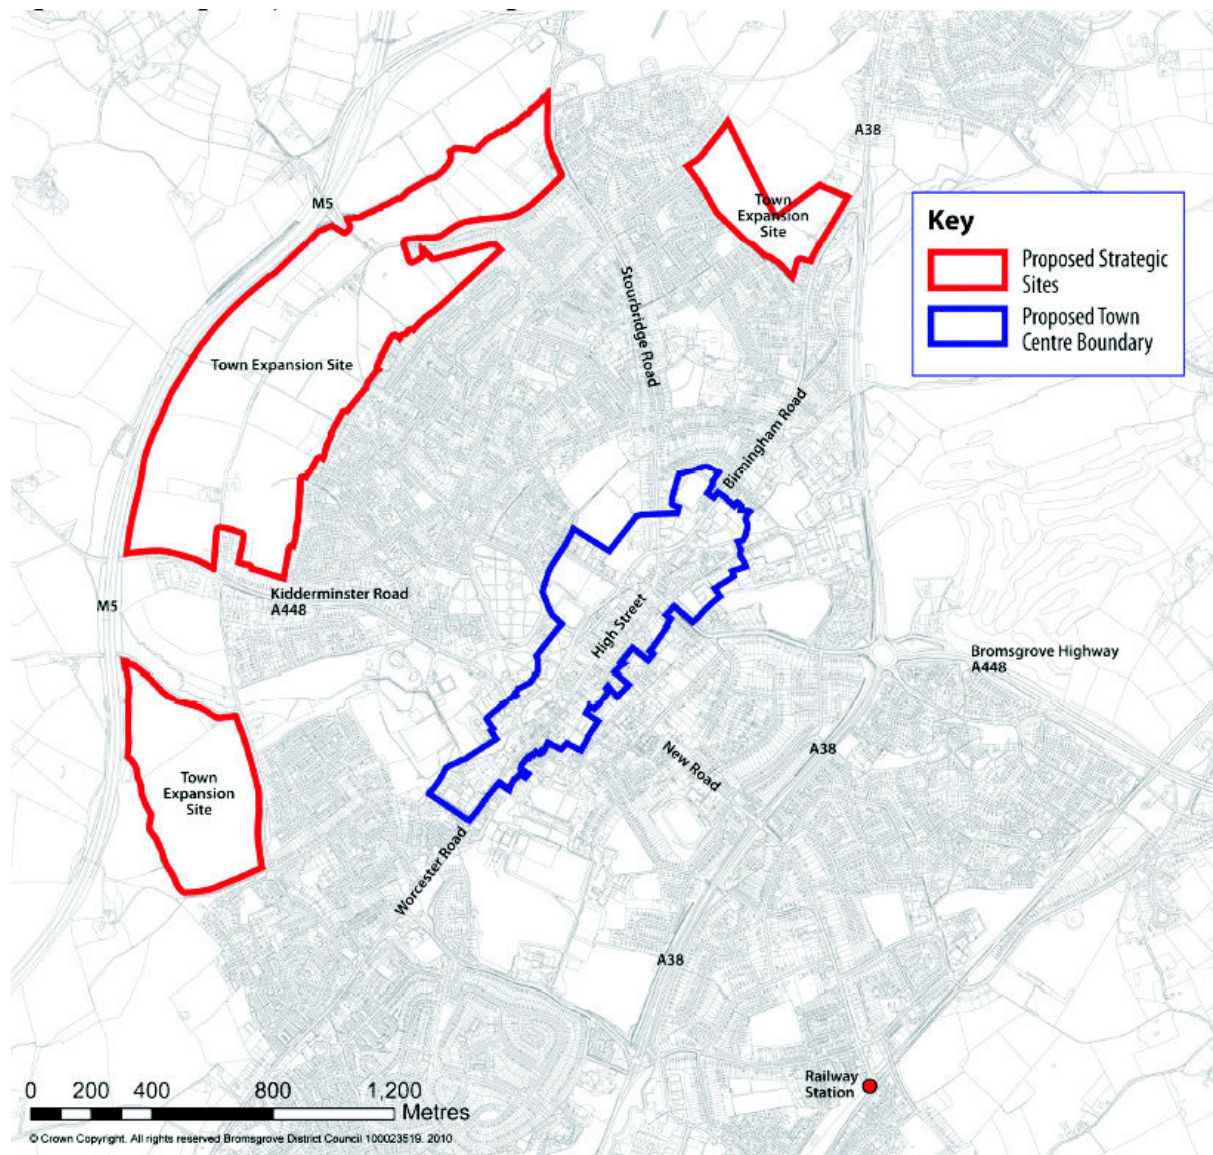 A38
M5
Town
Expansion
Site
Key
Proposed Strategic
Sites
Proposed Town
Centre Boundary
Stourbridge Road
Town Expansion Site
Birmingham Road
Kidderminster Road
A448
M5
High Street
Bromsgrove Highway
A448
New Road
A38
Town
Expansion
Site
Worcester Road
A38
Railway
Station
0 200 400 800 1,200
Metres
© Crown Copyright. All rights reserved Bromsgrove District Council 100023519. 2010